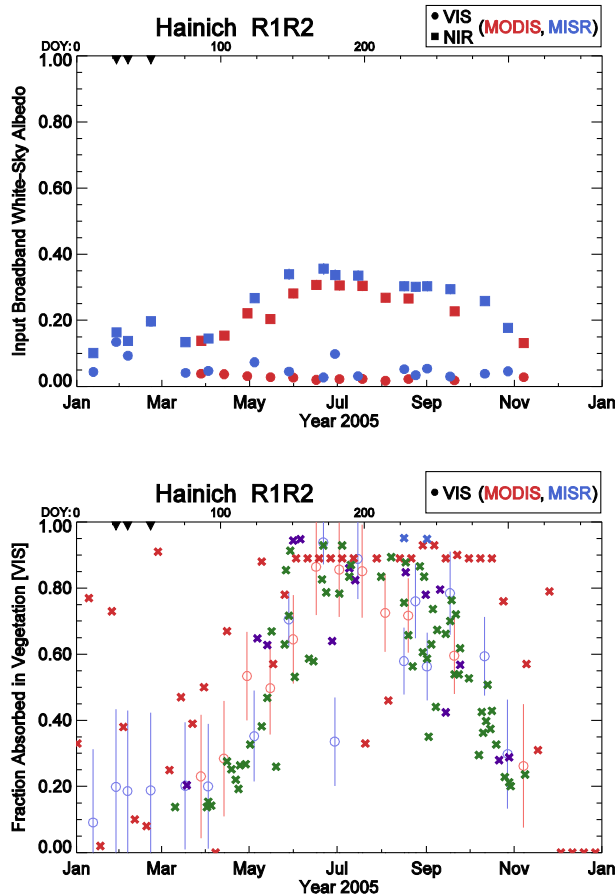 Hainich R1R2
VIS (MODIS, MISR)
NIR
DOY: 0 100 200
1.00
0.80
0.60
0.40
0.20
0.00
Input Broadband White-Sky Albedo
Jan Mar May Jul Sep Nov Jan
Year 2005
Hainich R1R2
VIS (MODIS, MISR)
DOY: 0 100 200
1.00
0.80
0.60
0.40
0.20
0.00
Fraction Absorbed in Vegetation [VIS]
Jan Mar May Jul Sep Nov Jan
Year 2005